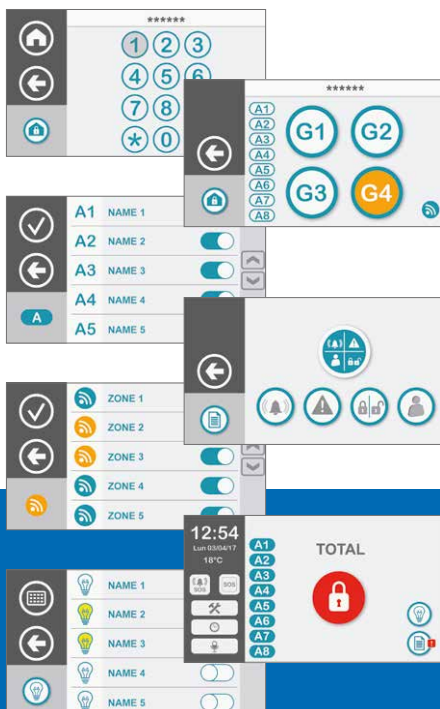 ******
1 2 3
4 5 6
7 8
* 0
******
A1
A2
A3
A4
A5
A6
A7
A8
G1 G2
G3 G4
A1 NAME 1
A2 NAME 2
A3 NAME 3
A4 NAME 4
A5 NAME 5
A
ZONE 1
ZONE 2
ZONE 3
ZONE 4
ZONE 5
12:54
Lun 03/04/17
18°C
SOS SOS
A1
A2
A3
A4
A5
A6
A7
A8
TOTAL
NAME 1
NAME 2
NAME 3
NAME 4
NAME 5